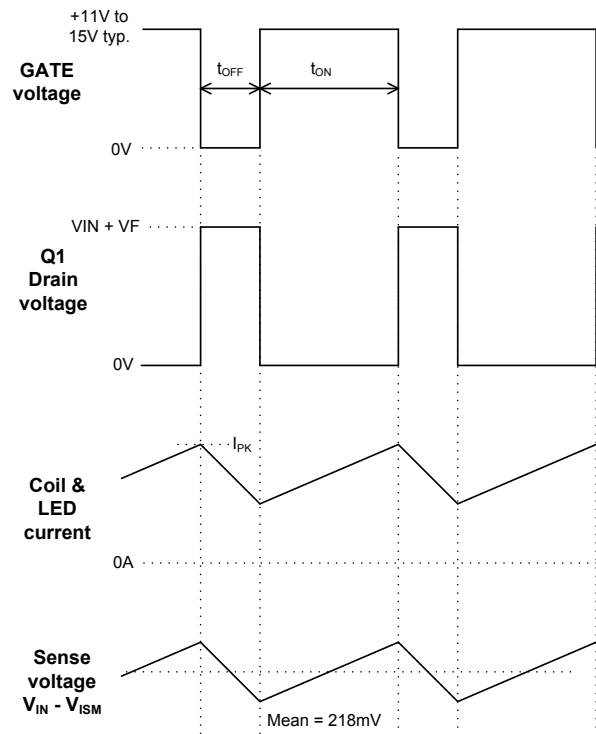 +11V to
15V typ.
GATE
voltage
tOFF
tON
0V
VIN + VF
Q1
Drain
voltage
0V
IPK
Coil &
LED
current
0A
Sense
voltage
VIN - VISM
Mean = 218mV